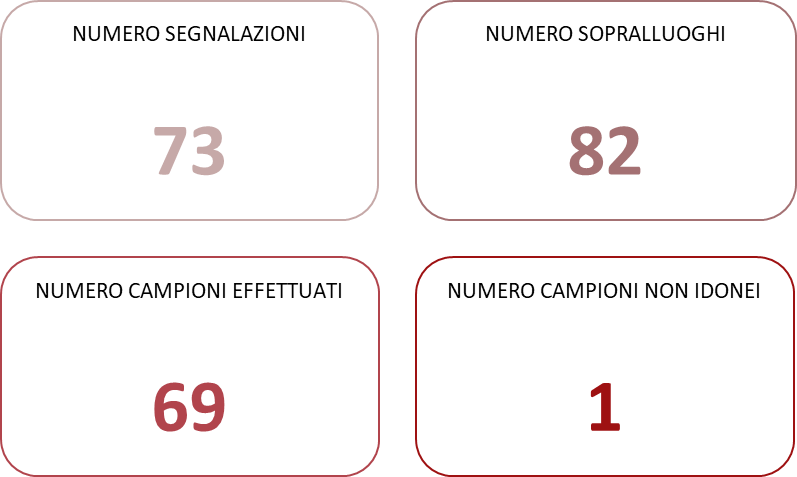 NUMERO SEGNALAZIONI
73
NUMERO SOPRALLUOGHI
82
NUMERO CAMPIONI EFFETTUATI
69
NUMERO CAMPIONI NON IDONEI
1